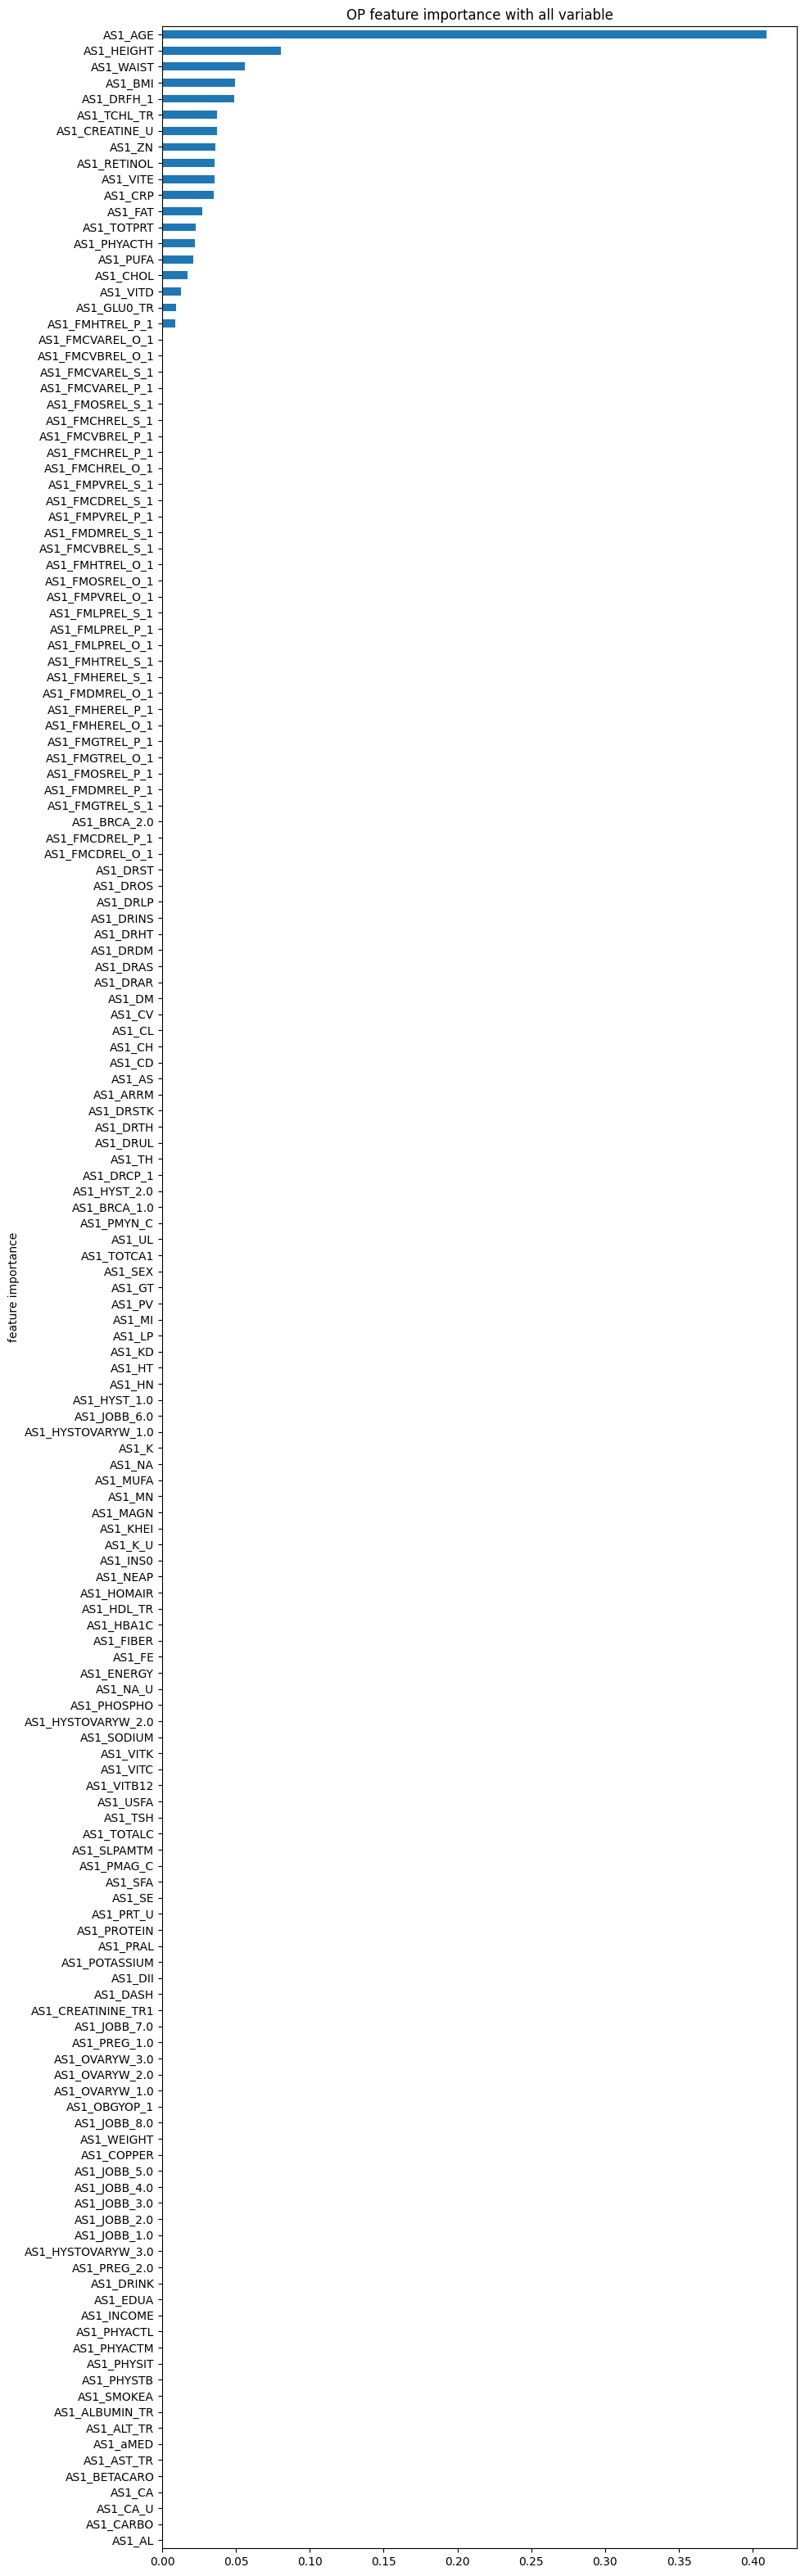 OP feature importance with all variable
AS1_AGE
AS1_HEIGHT
AS1_WAIST
AS1_BMI
AS1_DRFH_1
AS1_TCHL_TR
AS1_CREATINE_U
AS1_ZN
AS1_RETINOL
AS1_VITE
AS1_CRP
AS1_FAT
AS1_TOTPRT
AS1_PHYACTH
AS1_PUFA
AS1_CHOL
AS1_VITD
AS1_GLU0_TR
AS1_FMHTREL_P_1
AS1_FMCVAREL_O_1
AS1_FMCVBREL_O_1
AS1_FMCVAREL_S_1
AS1_FMCVAREL_P_1
AS1_FMOSREL_S_1
AS1_FMCHREL_S_1
AS1_FMCVBREL_P_1
AS1_FMCHREL_P_1
AS1_FMCHREL_O_1
AS1_FMPVREL_S_1
AS1_FMCDREL_S_1
AS1_FMPVREL_P_1
AS1_FMDMREL_S_1
AS1_FMCVBREL_S_1
AS1_FMHTREL_O_1
AS1_FMOSREL_O_1
AS1_FMPVREL_O_1
AS1_FMLPREL_S_1
AS1_FMLPREL_P_1
AS1_FMLPREL_O_1
AS1_FMHTREL_S_1
AS1_FMHEREL_S_1
AS1_FMDMREL_O_1
AS1_FMHEREL_P_1
AS1_FMHEREL_O_1
AS1_FMGTREL_P_1
AS1_FMGTREL_O_1
AS1_FMOSREL_P_1
AS1_FMDMREL_P_1
AS1_FMGTREL_S_1
AS1_BRCA_2.0
AS1_FMCDREL_P_1
AS1_FMCDREL_O_1
AS1_DRST
AS1_DROS
AS1_DRLP
AS1_DRINS
AS1_DRHT
AS1_DRDM
AS1_DRAS
AS1_DRAR
AS1_DM
AS1_CV
AS1_CL
AS1_CH
AS1_CD
AS1_AS
AS1_ARRM
AS1_DRSTK
AS1_DRTH
AS1_DRUL
AS1_TH
AS1_DRCP_1
AS1_HYST_2.0
AS1_BRCA_1.0
AS1_PMYN_C
AS1_UL
AS1_TOTCA1
AS1_SEX
AS1_GT
AS1_PV
AS1_MI
AS1_LP
AS1_KD
AS1_HT
AS1_HN
AS1_HYST_1.0
AS1_JOBB_6.0
AS1_HYSTOVARYW_1.0
AS1_K
AS1_NA
AS1_MUFA
AS1_MN
AS1_MAGN
AS1_KHEI
AS1_K_U
AS1_INS0
AS1_NEAP
AS1_HOMAIR
AS1_HDL_TR
AS1_HBA1C
AS1_FIBER
AS1_FE
AS1_ENERGY
AS1_NA_U
AS1_PHOSPHO
AS1_HYSTOVARYW_2.0
AS1_SODIUM
AS1_VITK
AS1_VITC
AS1_VITB12
AS1_USFA
AS1_TSH
AS1_TOTALC
AS1_SLPAMTM
AS1_PMAG_C
AS1_SFA
AS1_SE
AS1_PRT_U
AS1_PROTEIN
AS1_PRAL
AS1_POTASSIUM
AS1_DII
AS1_DASH
AS1_CREATININE_TR1
AS1_JOBB_7.0
AS1_PREG_1.0
AS1_OVARYW_3.0
AS1_OVARYW_2.0
AS1_OVARYW_1.0
AS1_OBGYOP_1
AS1_JOBB_8.0
AS1_WEIGHT
AS1_COPPER
AS1_JOBB_5.0
AS1_JOBB_4.0
AS1_JOBB_3.0
AS1_JOBB_2.0
AS1_JOBB_1.0
AS1_HYSTOVARYW_3.0
AS1_PREG_2.0
AS1_DRINK
AS1_EDUA
AS1_INCOME
AS1_PHYACTL
AS1_PHYACTM
AS1_PHYSIT
AS1_PHYSTB
AS1_SMOKEA
AS1_ALBUMIN_TR
AS1_ALT_TR
AS1_aMED
AS1_AST_TR
AS1_BETACARO
AS1_CA
AS1_CA_U
AS1_CARBO
AS1_AL
feature importance
0.00 0.05 0.10 0.15 0.20 0.25 0.30 0.35 0.40